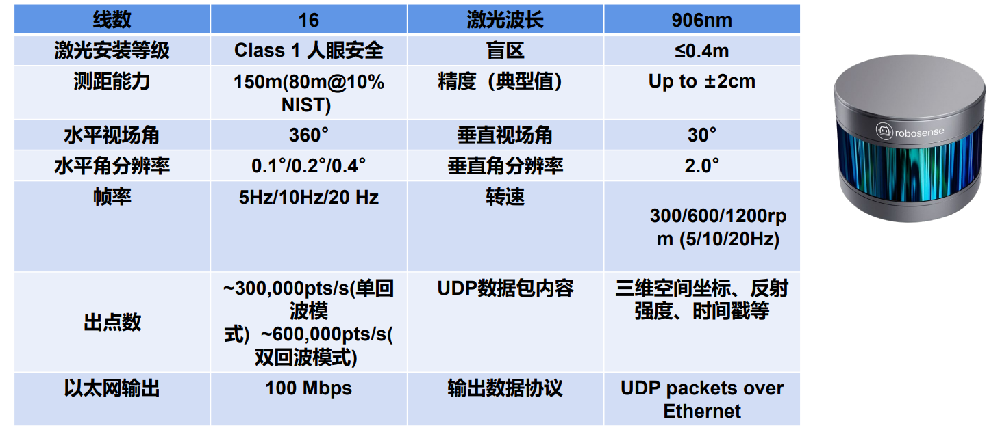 线数 16 激光波长 906nm
激光安装等级 Class 1 人眼安全 盲区 ≤0.4m
测距能力 150m(80m@10% 精度（典型值） Up to ±2cm
NIST)
水平视场角 360° 垂直视场角 30°
水平角分辨率 0.1°/0.2°/0.4° 垂直角分辨率 2.0°
帧率 5Hz/10Hz/20 Hz 转速
300/600/1200rp
m (5/10/20Hz)
出点数
~300,000pts/s(单回
波模
式) ~600,000pts/s(
双回波模式)
UDP数据包内容
三维空间坐标、反射
强度、时间戳等
以太网输出 100 Mbps 输出数据协议 UDP packets over
Ethernet
robosense